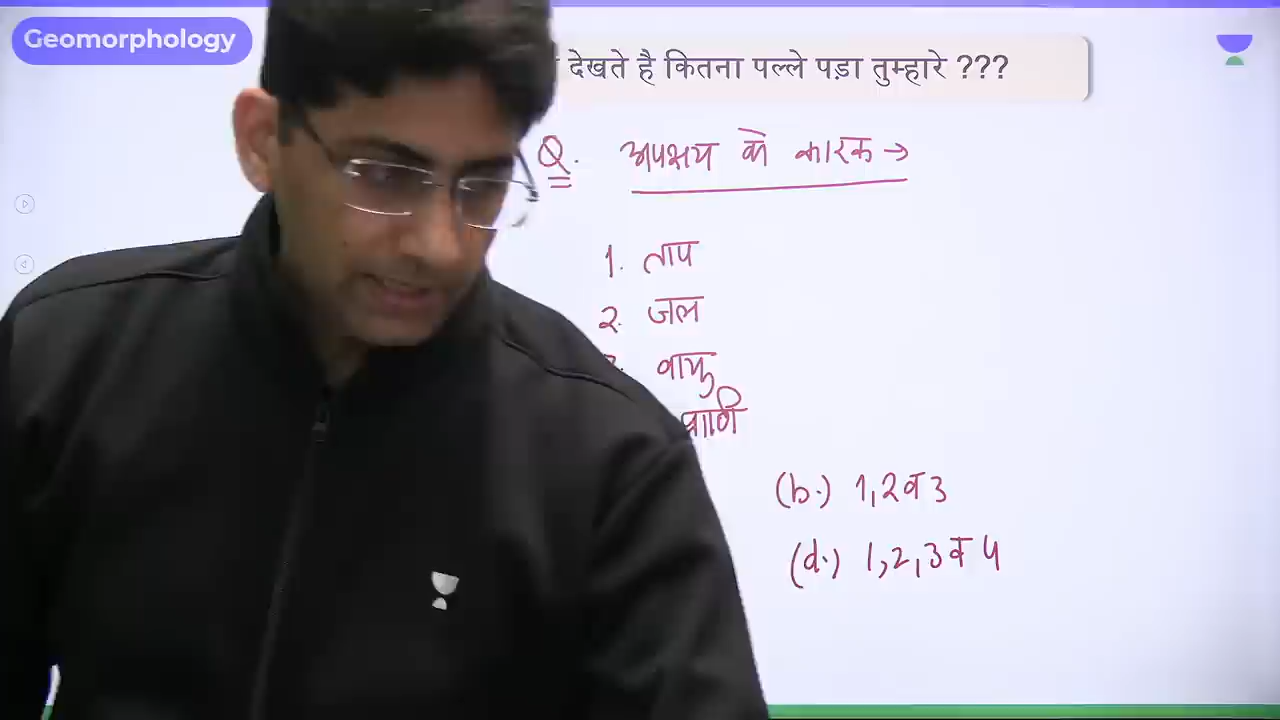 Geomorphology
देखते है कितना पल्ले पड़ा तुम्हारे ???
Q. अपक्षय के कारक →
1. ताप
2. जल
वायु
प्राणि
(b.) 1,2 व 3
(d.) 1,2,3 व 4